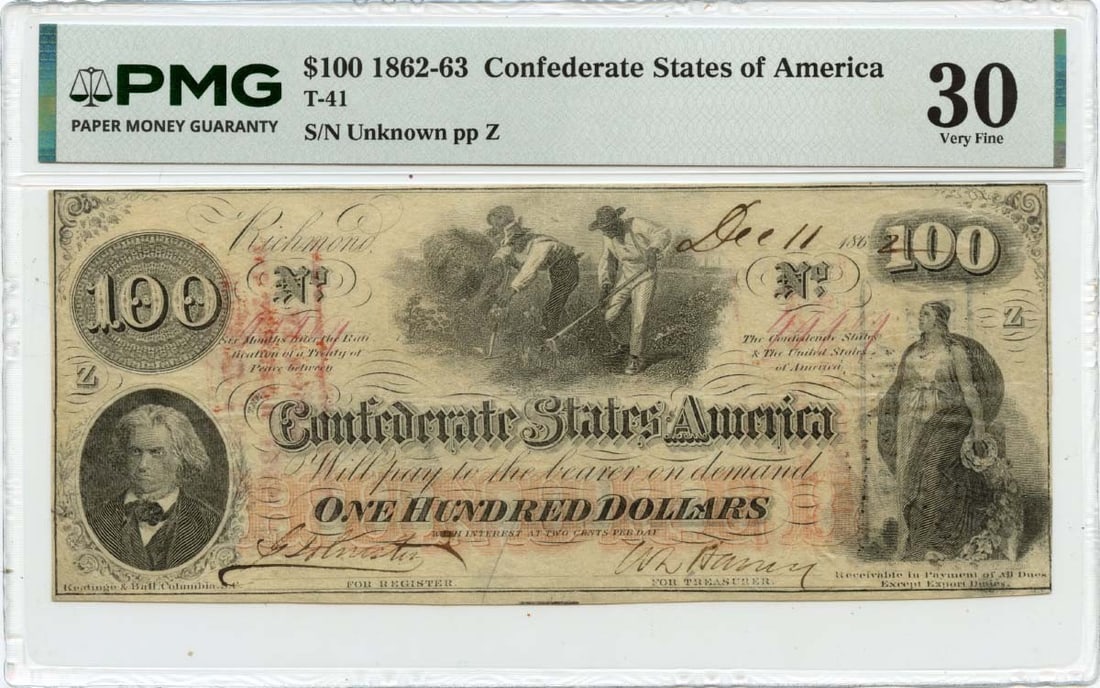 PMG
PAPER MONEY GUARANTY
$100 1862-63 Confederate States of America
T-41
S/N Unknown pp Z
30
Very Fine
Richmond,
Dec 11 1862
100
No
No
100
Six Months after the Rati
fication of a Treaty of
Peace between
The Confederate States
& The United States
of America,
Z
Z
Confederate States America
Will pay to the bearer on demand
ONE HUNDRED DOLLARS
WITH INTEREST AT TWO CENTS PER DAY
FOR REGISTER.
FOR TREASURER.
Keatinge & Ball, Columbia, S.C.
Receivable in Payment of All Dues
Except Export Duties.